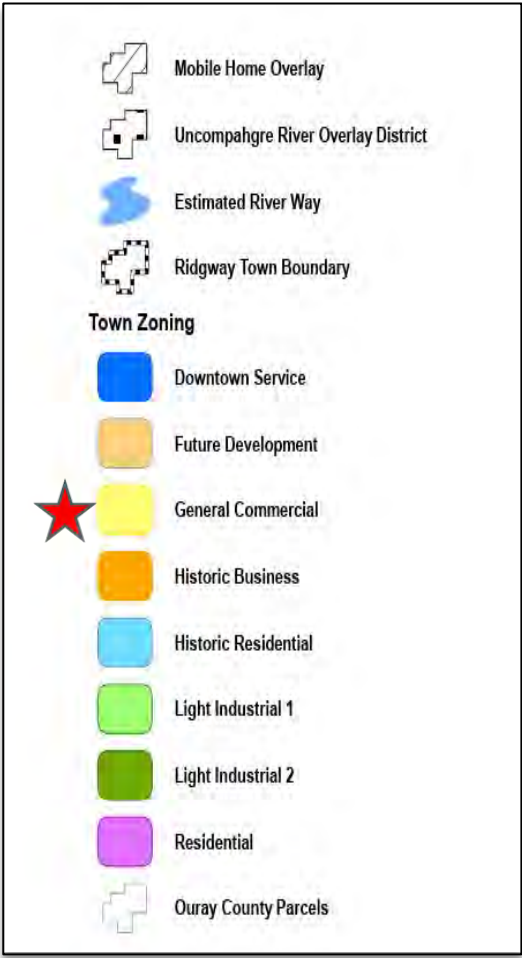 Mobile Home Overlay
Uncompahgre River Overlay District
Estimated River Way
Ridgway Town Boundary
Town Zoning
Downtown Service
Future Development
General Commercial
Historic Business
Historic Residential
Light Industrial 1
Light Industrial 2
Residential
Ouray County Parcels